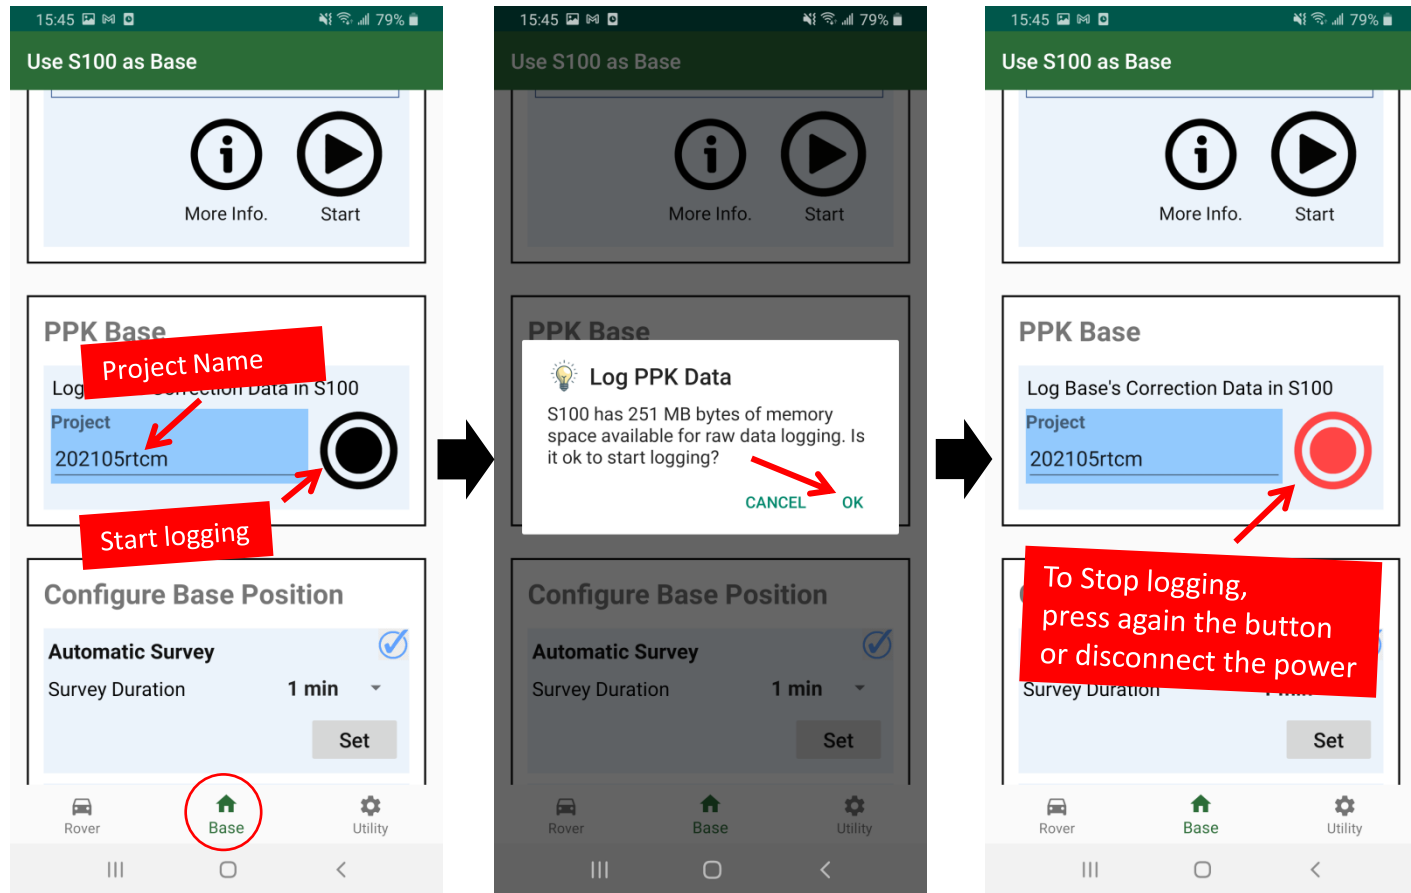 15:45
79%
Use S100 as Base
More Info.
Start
PPK Base
Project Name
Log
Correction Data in S100
Project
202105rtcm
Start logging
Configure Base Position
Automatic Survey
Survey Duration
1 min
Set
Rover
Base
Utility
15:45
79%
Use S100 as Base
More Info.
Start
PPK Base
Log PPK Data
S100 has 251 MB bytes of memory
space available for raw data logging. Is
it ok to start logging?
CANCEL
OK
Configure Base Position
Automatic Survey
Survey Duration
1 min
Set
Rover
Base
Utility
15:45
79%
Use S100 as Base
More Info.
Start
PPK Base
Log Base's Correction Data in S100
Project
202105rtcm
To Stop logging,
press again the button
or disconnect the power
Survey Duration
Set
Rover
Base
Utility